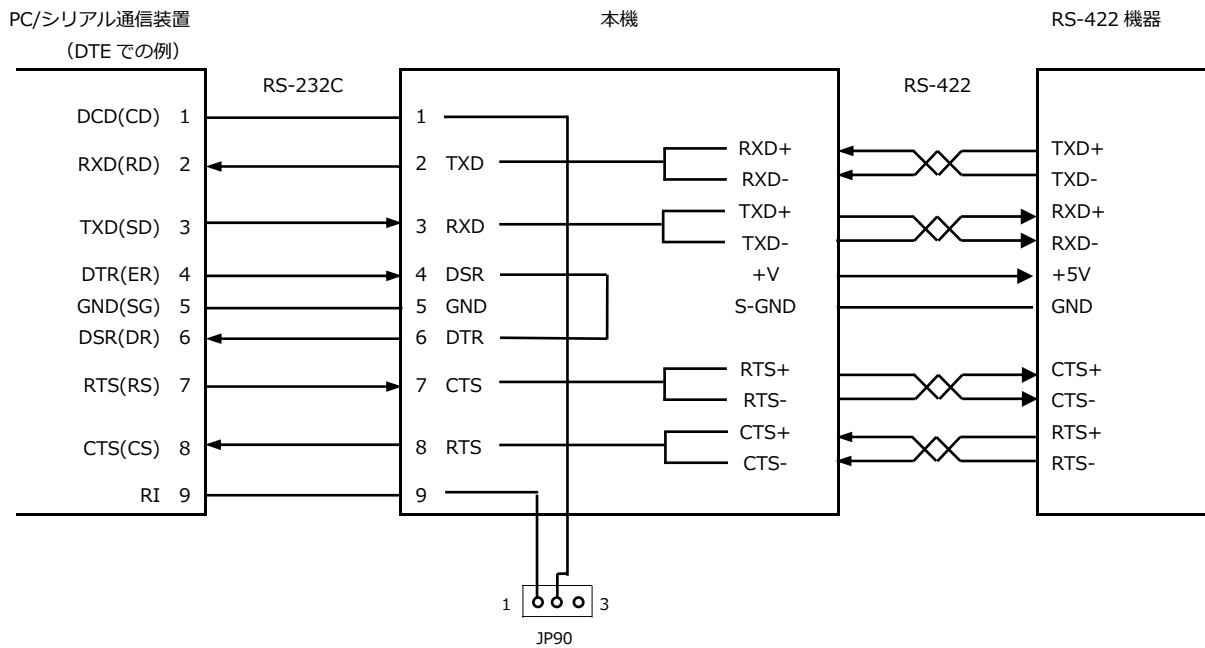 PC/シリアル通信装置
（DTE での例）
本機
RS-422 機器
RS-232C
RS-422
DCD(CD) 1
RXD(RD) 2
TXD(SD) 3
DTR(ER) 4
GND(SG) 5
DSR(DR) 6
RTS(RS) 7
CTS(CS) 8
RI 9
1
2 TXD
3 RXD
4 DSR
5 GND
6 DTR
7 CTS
8 RTS
9
RXD+
RXD-
TXD+
TXD-
+V
S-GND
RTS+
RTS-
CTS+
CTS-
TXD+
TXD-
RXD+
RXD-
+5V
GND
CTS+
CTS-
RTS+
RTS-
1 3
JP90